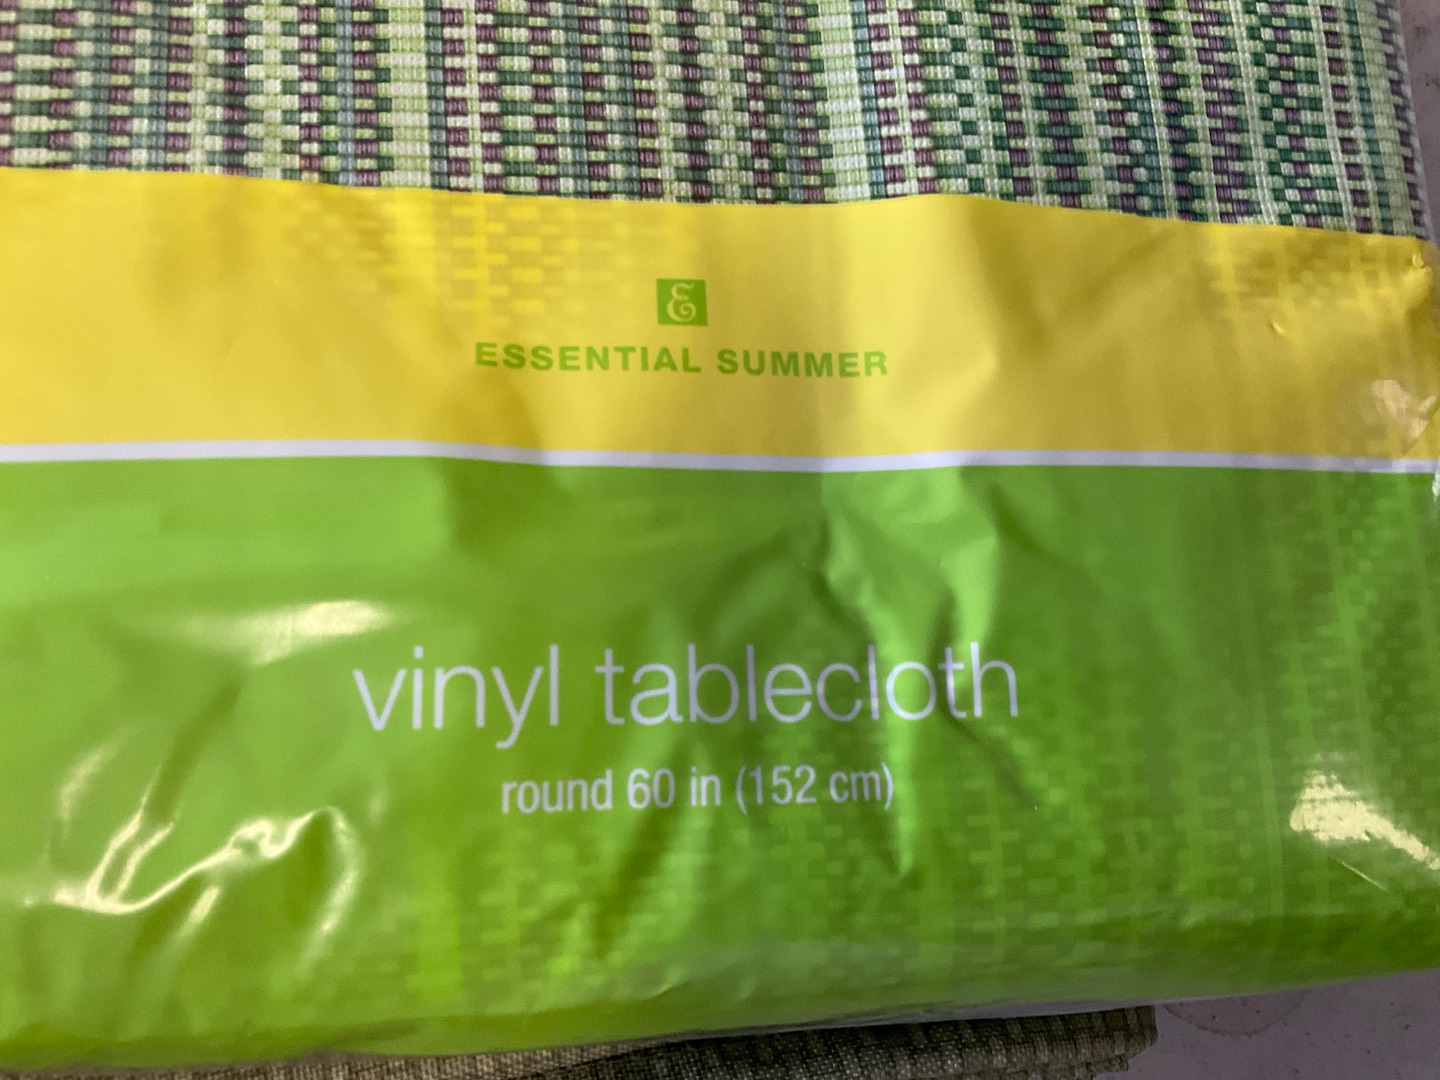 E
ESSENTIAL SUMMER
vinyl tablecloth
round 60 in (152 cm)